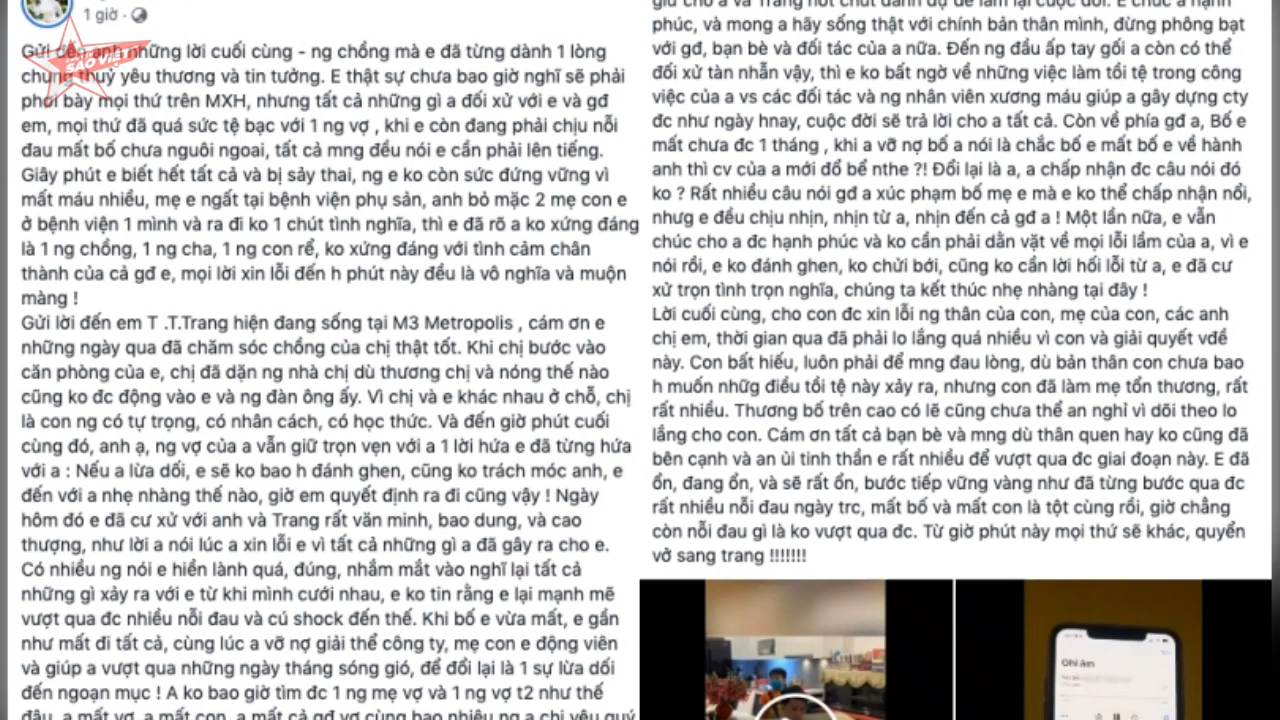 1 giờ
SAO VIỆT
Gửi đến anh những lời cuối cùng - ng chồng mà e đã từng dành 1 lòng
chung thuỷ yêu thương và tin tưởng. E thật sự chưa bao giờ nghĩ sẽ phải
phơi bày mọi thứ trên MXH, nhưng tất cả những gì a đối xử với e và gđ
em, mọi thứ đã quá sức tệ bạc với 1 ng vợ , khi e còn đang phải chịu nỗi
đau mất bố chưa nguôi ngoai, tất cả mng đều nói e cần phải lên tiếng.
Giây phút e biết hết tất cả và bị sảy thai, ng e ko còn sức đứng vững vì
mất máu nhiều, mẹ e ngất tại bệnh viện phụ sản, anh bỏ mặc 2 mẹ con e
ở bệnh viện 1 mình và ra đi ko 1 chút tình nghĩa, thì e đã rõ a ko xứng đáng
là 1 ng chồng, 1 ng cha, 1 ng con rể, ko xứng đáng với tình cảm chân
thành của cả gđ e, mọi lời xin lỗi đến h phút này đều là vô nghĩa và muộn
màng !
Gửi lời đến em T .T.Trang hiện đang sống tại M3 Metropolis , cám ơn e
những ngày qua đã chăm sóc chồng của chị thật tốt. Khi chị bước vào
căn phòng của e, chị đã dặn ng nhà chị dù thương chị và nóng thế nào
cũng ko đc động vào e và ng đàn ông ấy. Vì chị và e khác nhau ở chỗ, chị
là con ng có tự trọng, có nhân cách, có học thức. Và đến giờ phút cuối
cùng đó, anh ạ, ng vợ của a vẫn giữ trọn vẹn với a 1 lời hứa e đã từng hứa
với a : Nếu a lừa dối, e sẽ ko bao h đánh ghen, cũng ko trách móc anh, e
đến với a nhẹ nhàng thế nào, giờ em quyết định ra đi cũng vậy ! Ngày
hôm đó e đã cư xử với anh và Trang rất văn minh, bao dung, và cao
thượng, như lời a nói lúc a xin lỗi e vì tất cả những gì a đã gây ra cho e.
Có nhiều ng nói e hiền lành quá, đúng, nhắm mắt vào nghĩ lại tất cả
những gì xảy ra với e từ khi mình cưới nhau, e ko tin rằng e lại mạnh mẽ
vượt qua đc nhiều nỗi đau và cú shock đến thế. Khi bố e vừa mất, e gần
như mất đi tất cả, cùng lúc a vỡ nợ giải thể công ty, mẹ con e động viên
và giúp a vượt qua những ngày tháng sóng gió, để đổi lại là 1 sự lừa dối
đến ngoạn mục ! A ko bao giờ tìm đc 1 ng mẹ vợ và 1 ng vợ t2 như thế
đâu, a mất vợ, a mất con, a mất cả gđ vợ cùng bao nhiêu ng a chị yêu quý
giữ cho a và Trang nốt chút danh dự để làm lại cuộc đời. E chúc a hạnh
phúc, và mong a hãy sống thật với chính bản thân mình, đừng phông bạt
với gđ, bạn bè và đối tác của a nữa. Đến ng đầu ấp tay gối a còn có thể
đối xử tàn nhẫn vậy, thì e ko bất ngờ về những việc làm tồi tệ trong công
việc của a vs các đối tác và ng nhân viên xương máu giúp a gây dựng cty
đc như ngày hnay, cuộc đời sẽ trả lời cho a tất cả. Còn về phía gđ a, Bố e
mất chưa đc 1 tháng , khi a vỡ nợ bố a nói là chắc bố e mất bố e về hành
anh thì cv của a mới đổ bể nthe ?! Đổi lại là a, a chấp nhận đc câu nói đó
ko ? Rất nhiều câu nói gđ a xúc phạm bố mẹ e mà e ko thể chấp nhận nổi,
nhưg e đều chịu nhịn, nhịn từ a, nhịn đến cả gđ a ! Một lần nữa, e vẫn
chúc cho a đc hạnh phúc và ko cần phải dằn vặt về mọi lỗi lầm của a, vì e
nói rồi, e ko đánh ghen, ko chửi bới, cũng ko cần lời hối lỗi từ a, e đã cư
xử trọn tình trọn nghĩa, chúng ta kết thúc nhẹ nhàng tại đây !
Lời cuối cùng, cho con đc xin lỗi ng thân của con, mẹ của con, các anh
chị em, thời gian qua đã phải lo lắng quá nhiều vì con và giải quyết vđề
này. Con bất hiếu, luôn phải để mng đau lòng, dù bản thân con chưa bao
h muốn nhữg điều tồi tệ này xảy ra, nhưng con đã làm mẹ tổn thương, rất
rất nhiều. Thương bố trên cao có lẽ cũng chưa thể an nghỉ vì dõi theo lo
lắng cho con. Cám ơn tất cả bạn bè và mng dù thân quen hay ko cũng đã
bên cạnh và an ủi tinh thần e rất nhiều để vượt qua đc giai đoạn này. E đã
ổn, đang ổn, và sẽ rất ổn, bước tiếp vững vàng như đã từng bước qua đc
rất nhiều nỗi đau ngày trc, mất bố và mất con là tột cùng rồi, giờ chẳng
còn nỗi đau gì là ko vượt qua đc. Từ giờ phút này mọi thứ sẽ khác, quyển
vở sang trang !!!!!!!
Ghi âm